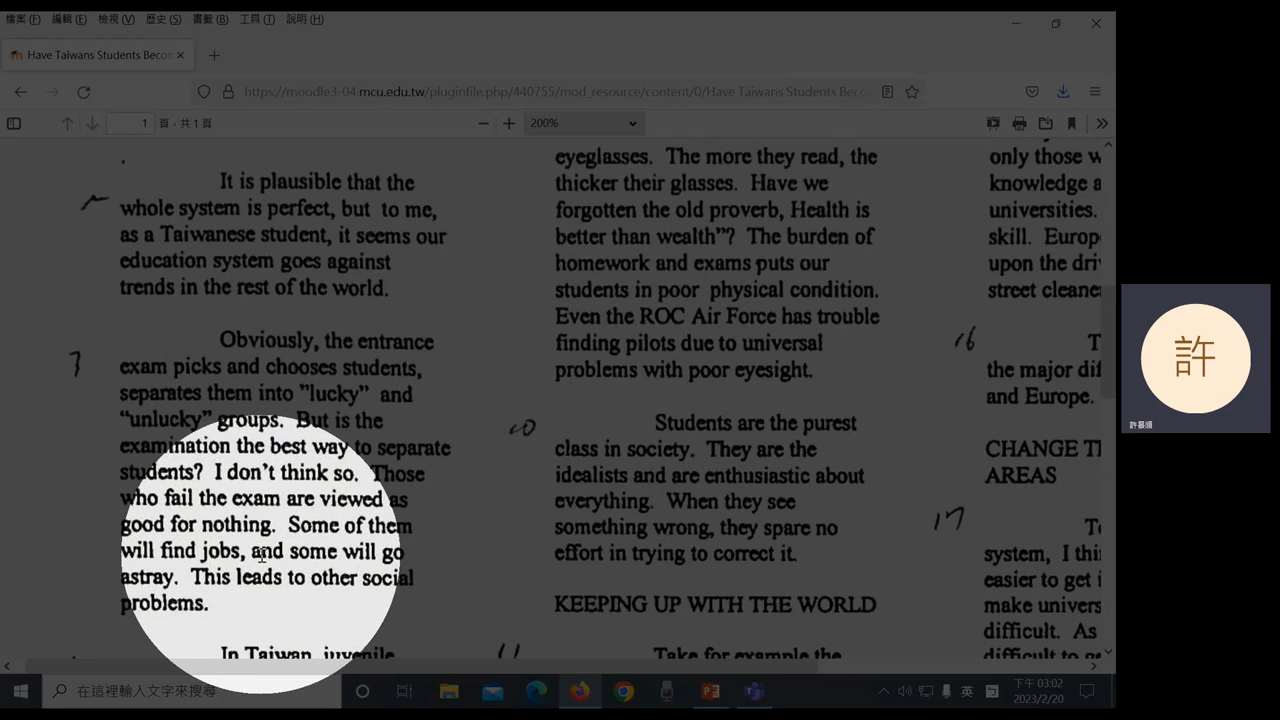 檔案(F) 編輯(E) 檢視(V) 歷史(S) 書籤(B) 工具(T) 說明(H)
Have Taiwans Students Becon
https://moodle3-04.mcu.edu.tw/pluginfile.php/440755/mod_resource/content/0/Have Taiwans Students Beco
1 頁，共 1 頁
200%
It is plausible that the
whole system is perfect, but to me,
as a Taiwanese student, it seems our
education system goes against
trends in the rest of the world.
Obviously, the entrance
exam picks and chooses students,
separates them into "lucky" and
"unlucky" groups. But is the
examination the best way to separate
students? I don't think so. Those
who fail the exam are viewed as
good for nothing. Some of them
will find jobs, and some will go
astray. This leads to other social
problems.
In Taiwan, juvenile
eyeglasses. The more they read, the
thicker their glasses. Have we
forgotten the old proverb, Health is
better than wealth"? The burden of
homework and exams puts our
students in poor physical condition.
Even the ROC Air Force has trouble
finding pilots due to universal
problems with poor eyesight.
10
Students are the purest
class in society. They are the
idealists and are enthusiastic about
everything. When they see
something wrong, they spare no
effort in trying to correct it.
KEEPING UP WITH THE WORLD
11
Take for example the
only those w
knowledge a
universities.
skill. Europ
upon the dri
street cleane
16
T
the major dif
and Europe.
CHANGE TH
AREAS
17
To
system, I thi
easier to get i
make univers
difficult. As
difficult to ge
許
許景順
在這裡輸入文字來搜尋
英
下午 03:02
2023/2/20